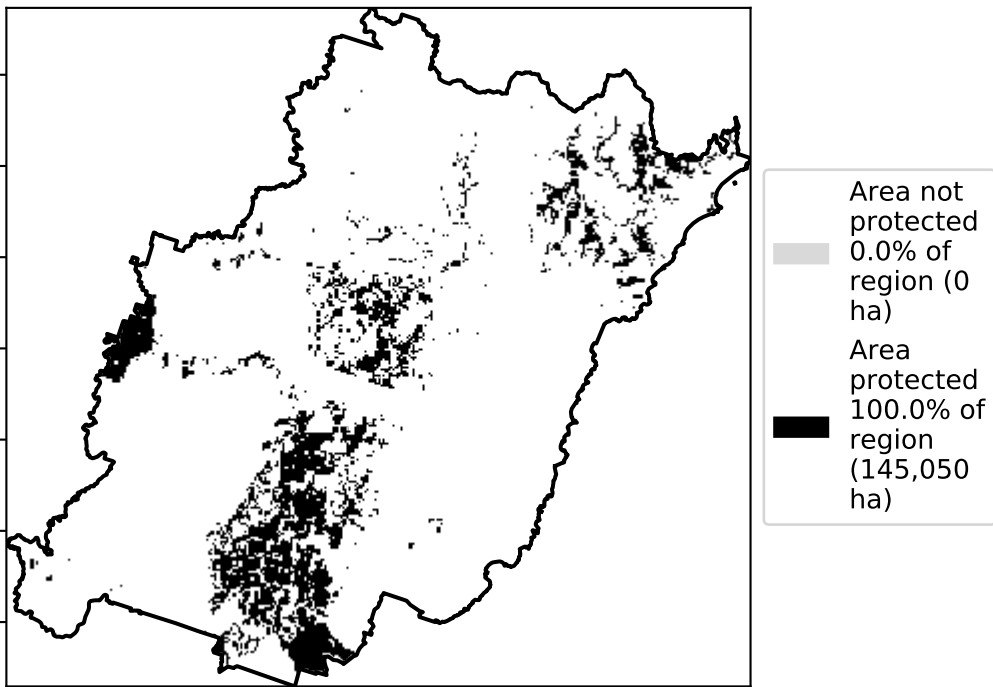 Area not
protected
0.0% of
region (0
ha)
Area
protected
100.0% of
region
(145,050
ha)